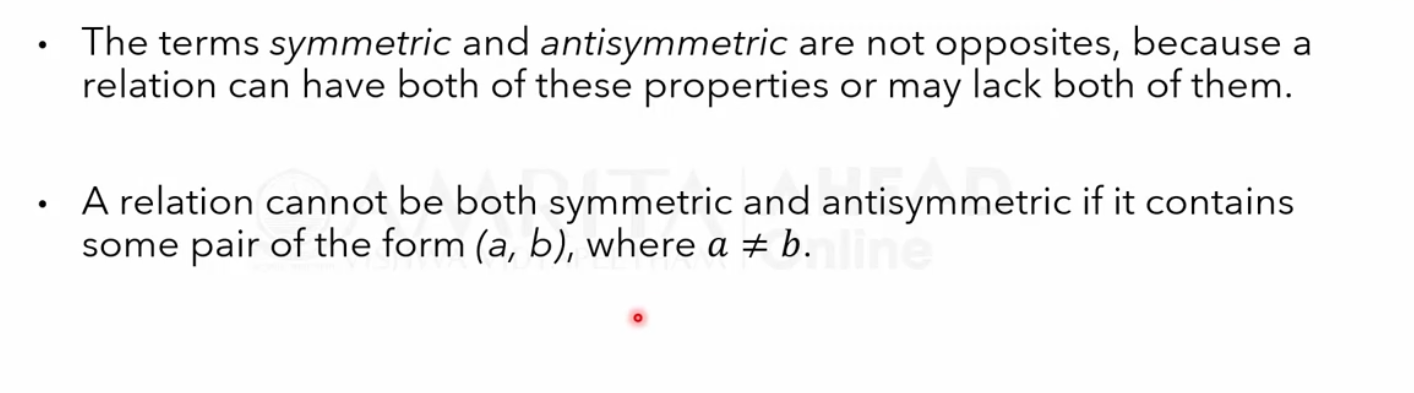 • The terms symmetric and antisymmetric are not opposites, because a
relation can have both of these properties or may lack both of them.
• A relation cannot be both symmetric and antisymmetric if it contains
some pair of the form (a, b), where a ≠ b.
AMRITA AHEAD
VISHWA VIDYAPEETHAM Online